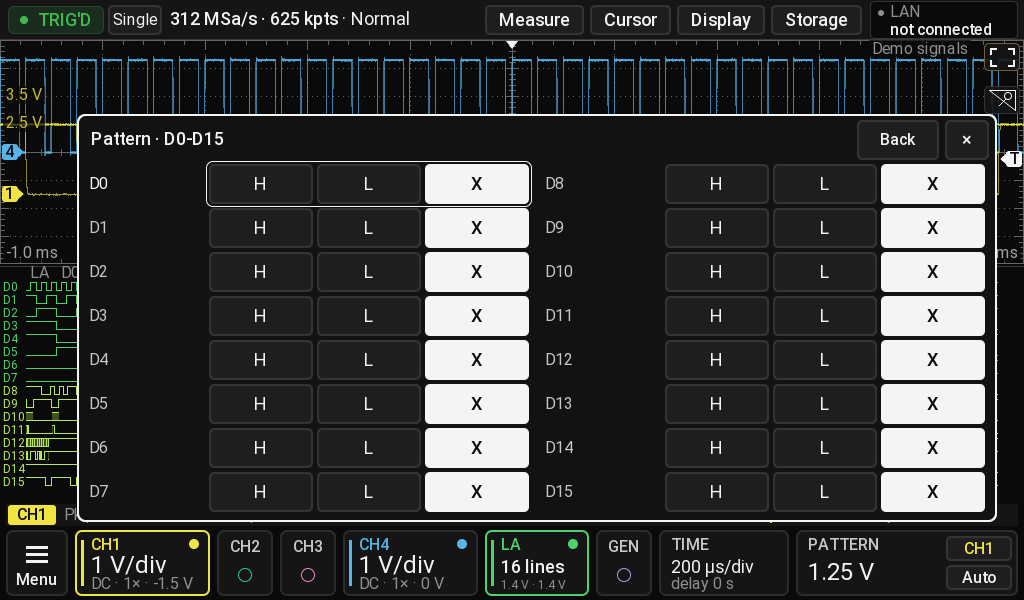 TRIG'D Single 312 MSa/s · 625 kpts · Normal Measure Cursor Display Storage LAN
not connected
Demo signals
3.5 V
2.5 V
4
T
1
-1.0 ms
ms
Pattern · D0-D15 Back ×
D0 H L X D8 H L X
D1 H L X D9 H L X
D2 H L X D10 H L X
D3 H L X D11 H L X
D4 H L X D12 H L X
D5 H L X D13 H L X
D6 H L X D14 H L X
D7 H L X D15 H L X
LA
D0
D1
D2
D3
D4
D5
D6
D7
D8
D9
D10
D11
D12
D13
D14
D15
CH1
Menu
CH1
1 V/div
DC · 1× · -1.5 V
CH2
CH3
CH4
1 V/div
DC · 1× · 0 V
LA
16 lines
1.4 V · 1.4 V
GEN
TIME
200 µs/div
delay 0 s
PATTERN
1.25 V
CH1
Auto